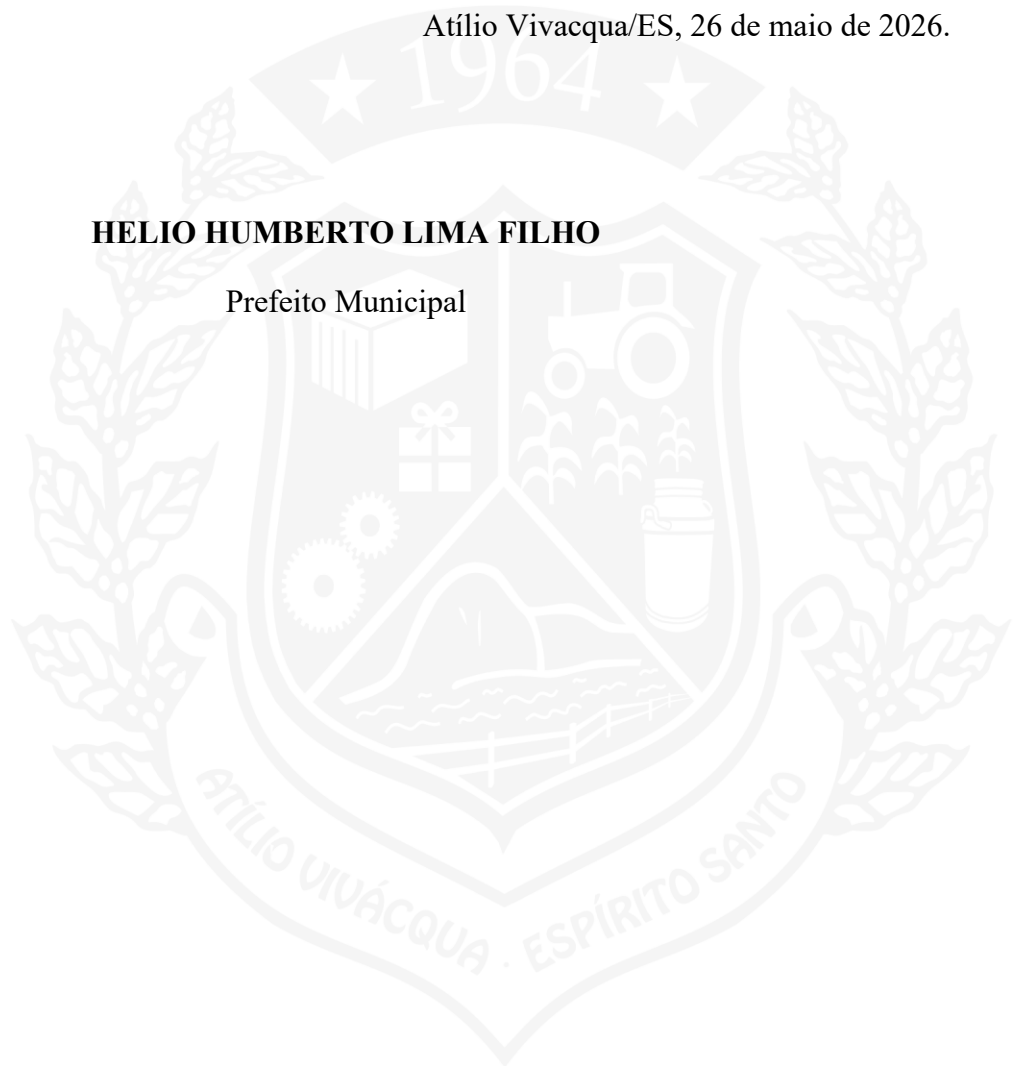 Atílio Vivacqua/ES, 26 de maio de 2026.
1964
HELIO HUMBERTO LIMA FILHO
Prefeito Municipal
ATÍLIO VIVÁCQUA · ESPÍRITO SANTO